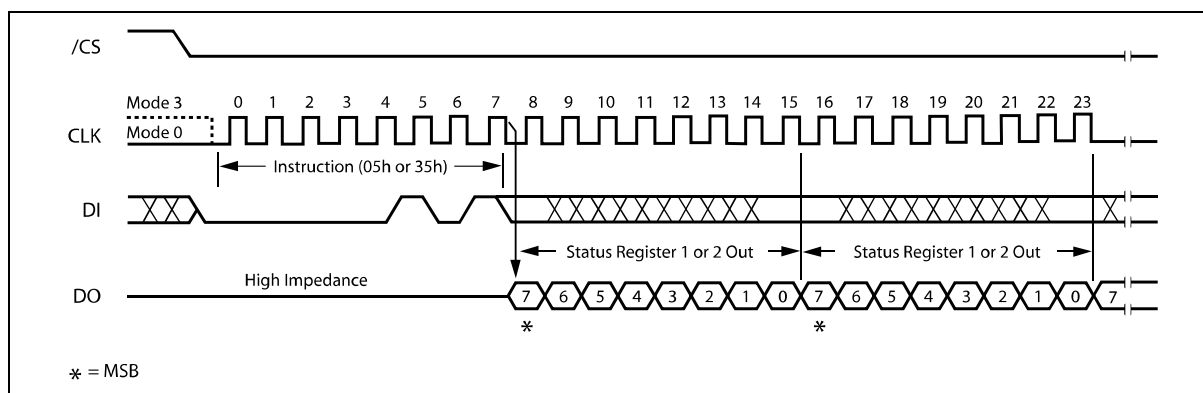 /CS
Mode 3
0 1 2 3 4 5 6 7 8 9 10 11 12 13 14 15 16 17 18 19 20 21 22 23
CLK
Mode 0
Instruction (05h or 35h)
DI
Status Register 1 or 2 Out
Status Register 1 or 2 Out
High Impedance
DO
7 6 5 4 3 2 1 0 7 6 5 4 3 2 1 0 7
* *
* = MSB